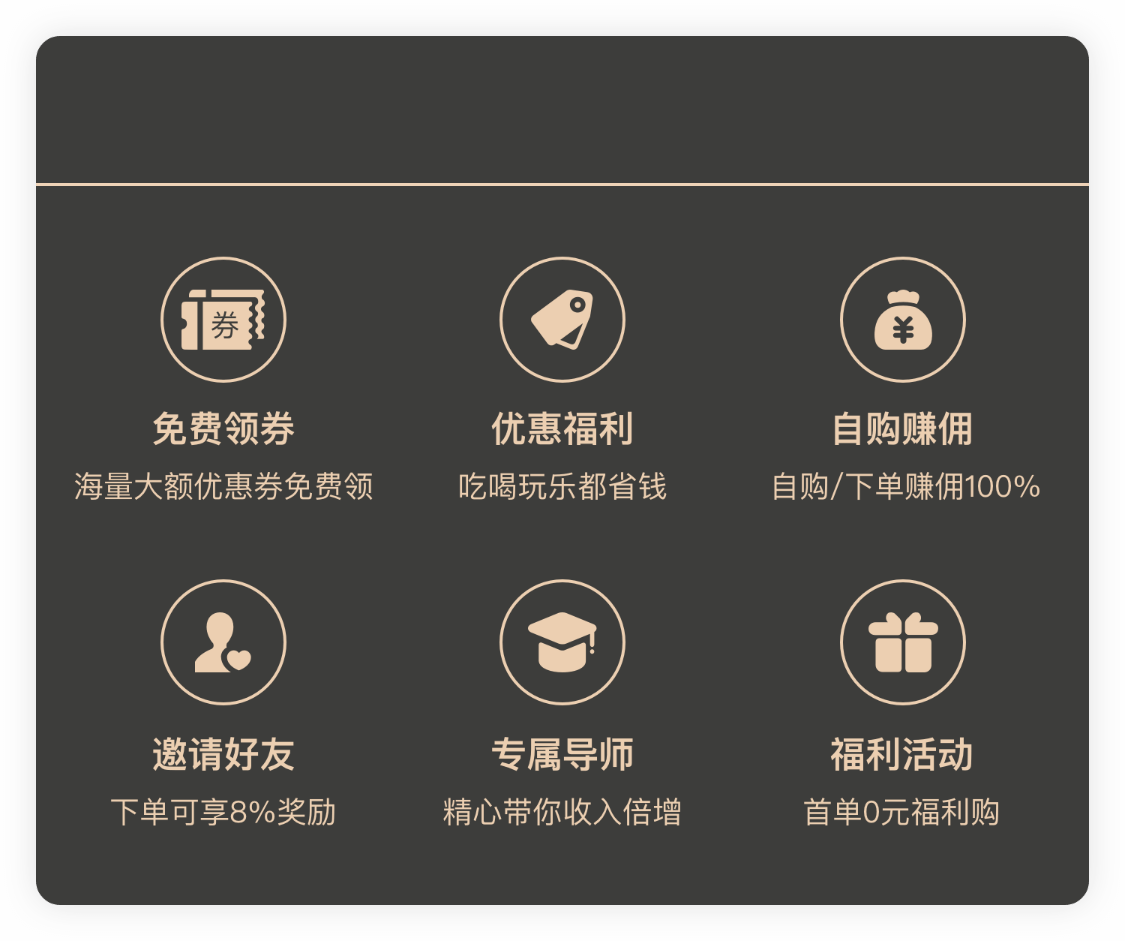 券
¥
免费领券
优惠福利
自购赚佣
海量大额优惠券免费领
吃喝玩乐都省钱
自购/下单赚佣100%
邀请好友
专属导师
福利活动
下单可享8%奖励
精心带你收入倍增
首单0元福利购